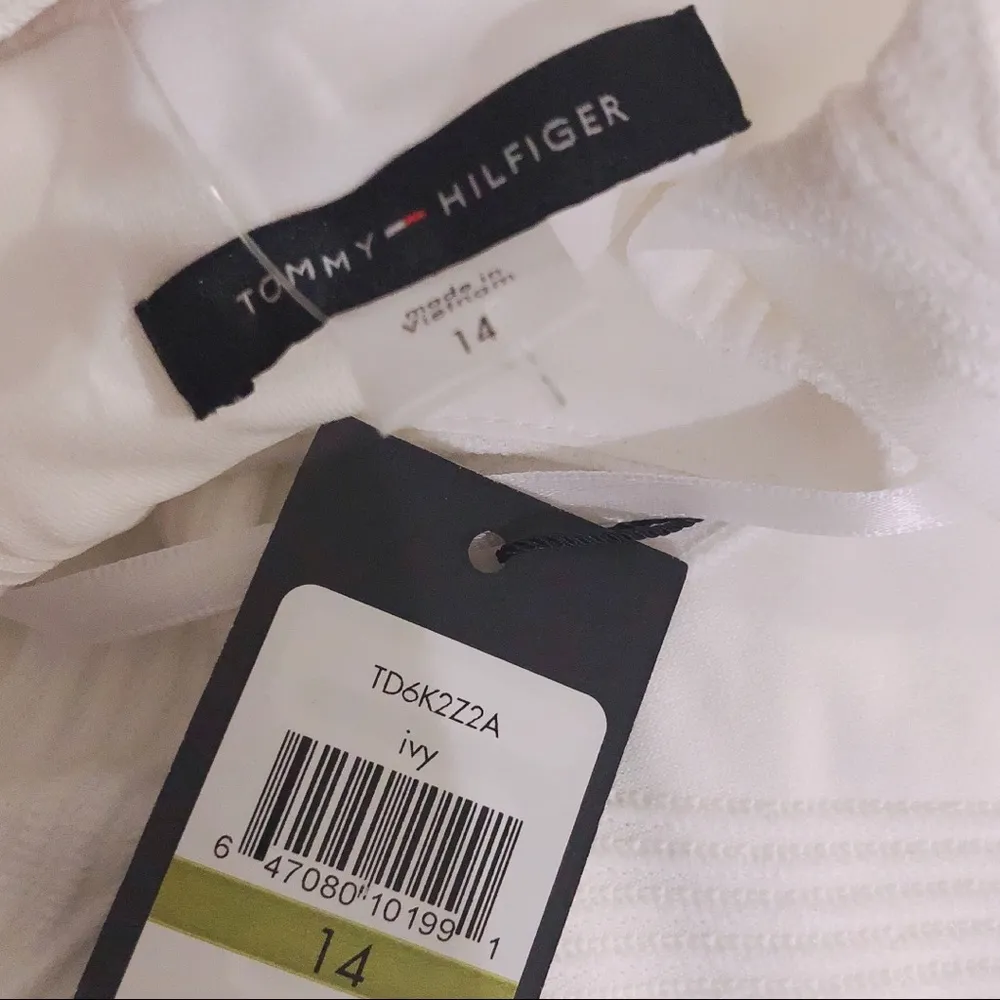 TOMMY HILFIGER
made in
Vietnam
14
TD6K2Z2A
ivy
6 47080 10199 1
14